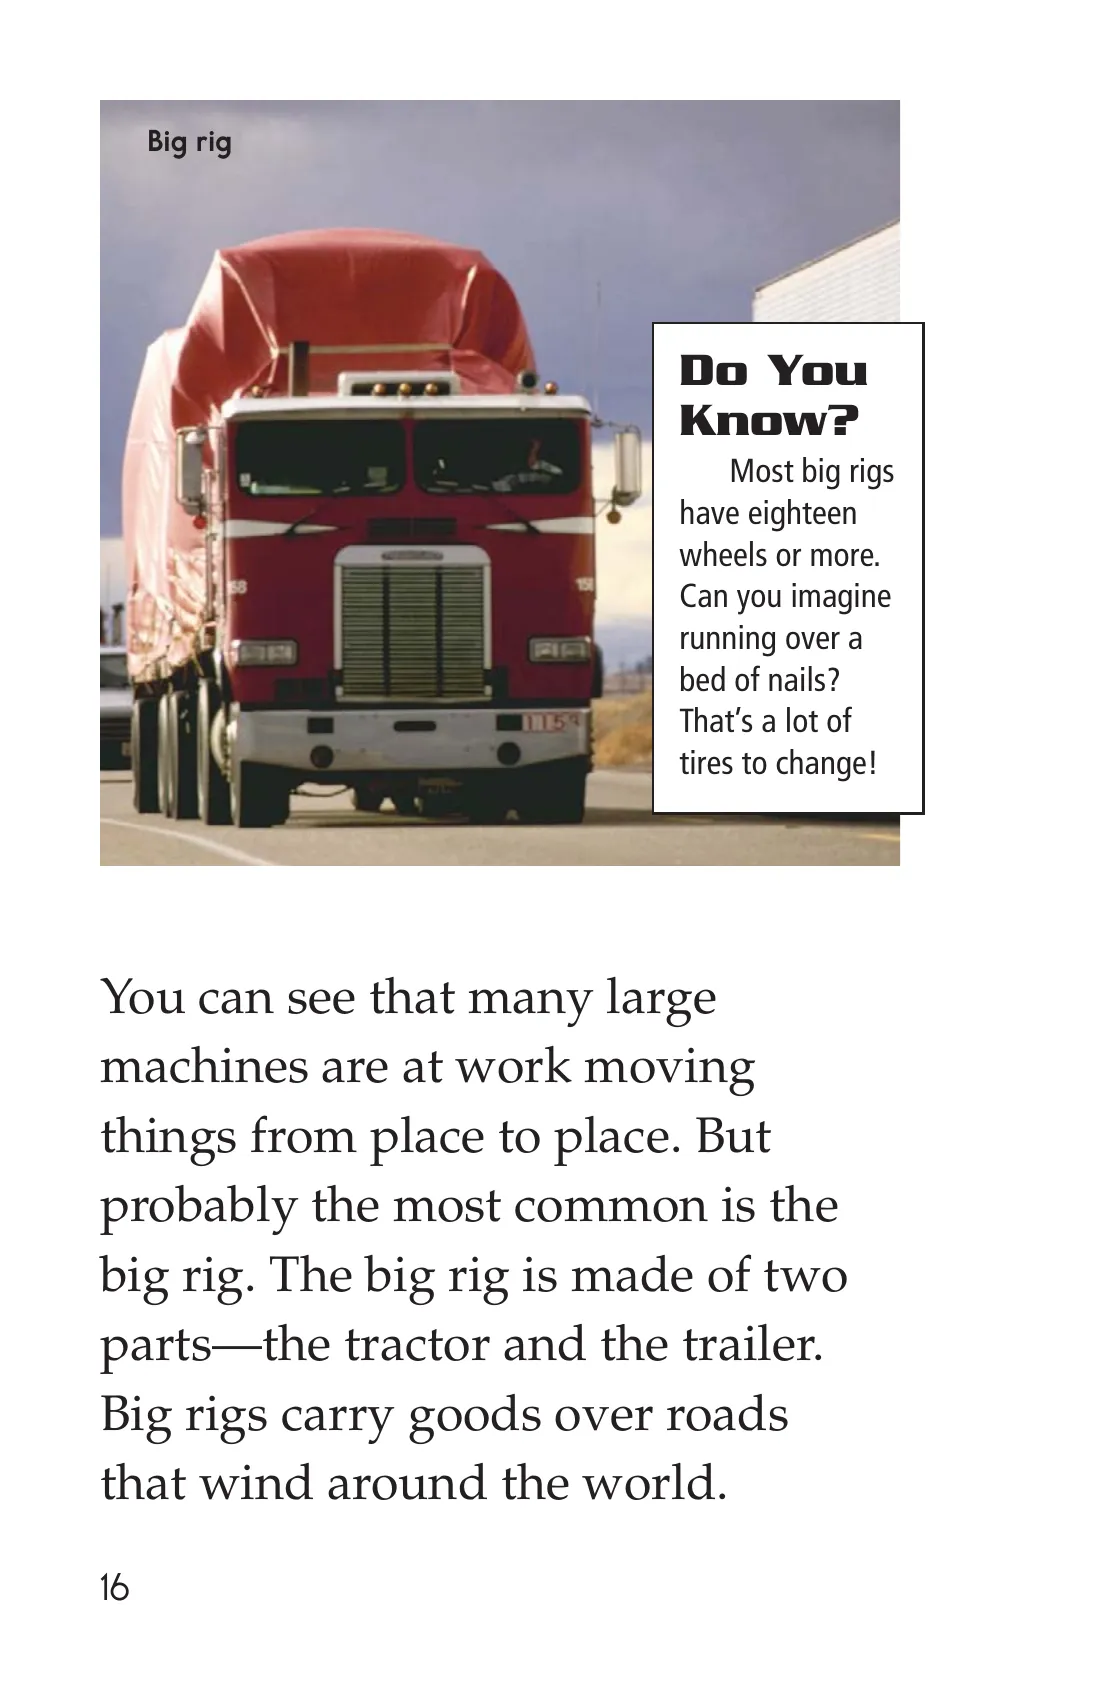 Big rig
158
158
1153
Do You
Know?
Most big rigs
have eighteen
wheels or more.
Can you imagine
running over a
bed of nails?
That's a lot of
tires to change!
You can see that many large
machines are at work moving
things from place to place. But
probably the most common is the
big rig. The big rig is made of two
parts—the tractor and the trailer.
Big rigs carry goods over roads
that wind around the world.
16